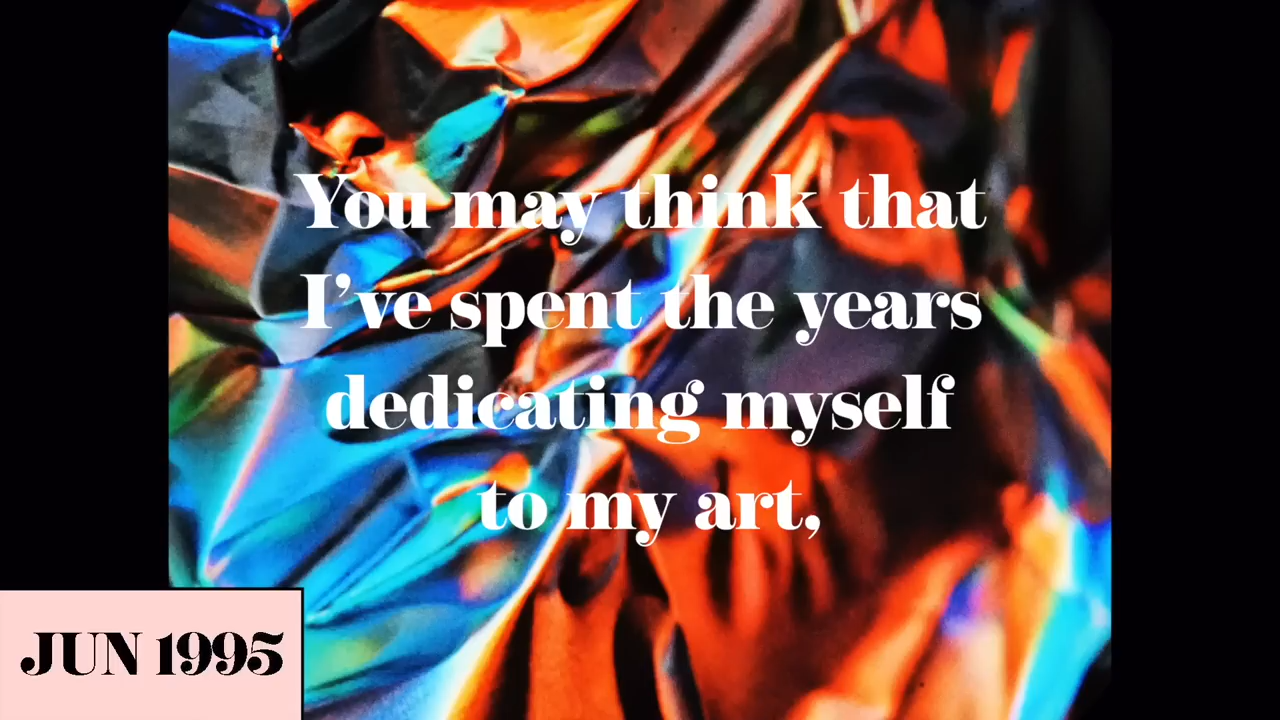 You may think that
I’ve spent the years
dedicating myself
to my art,
JUN 1995